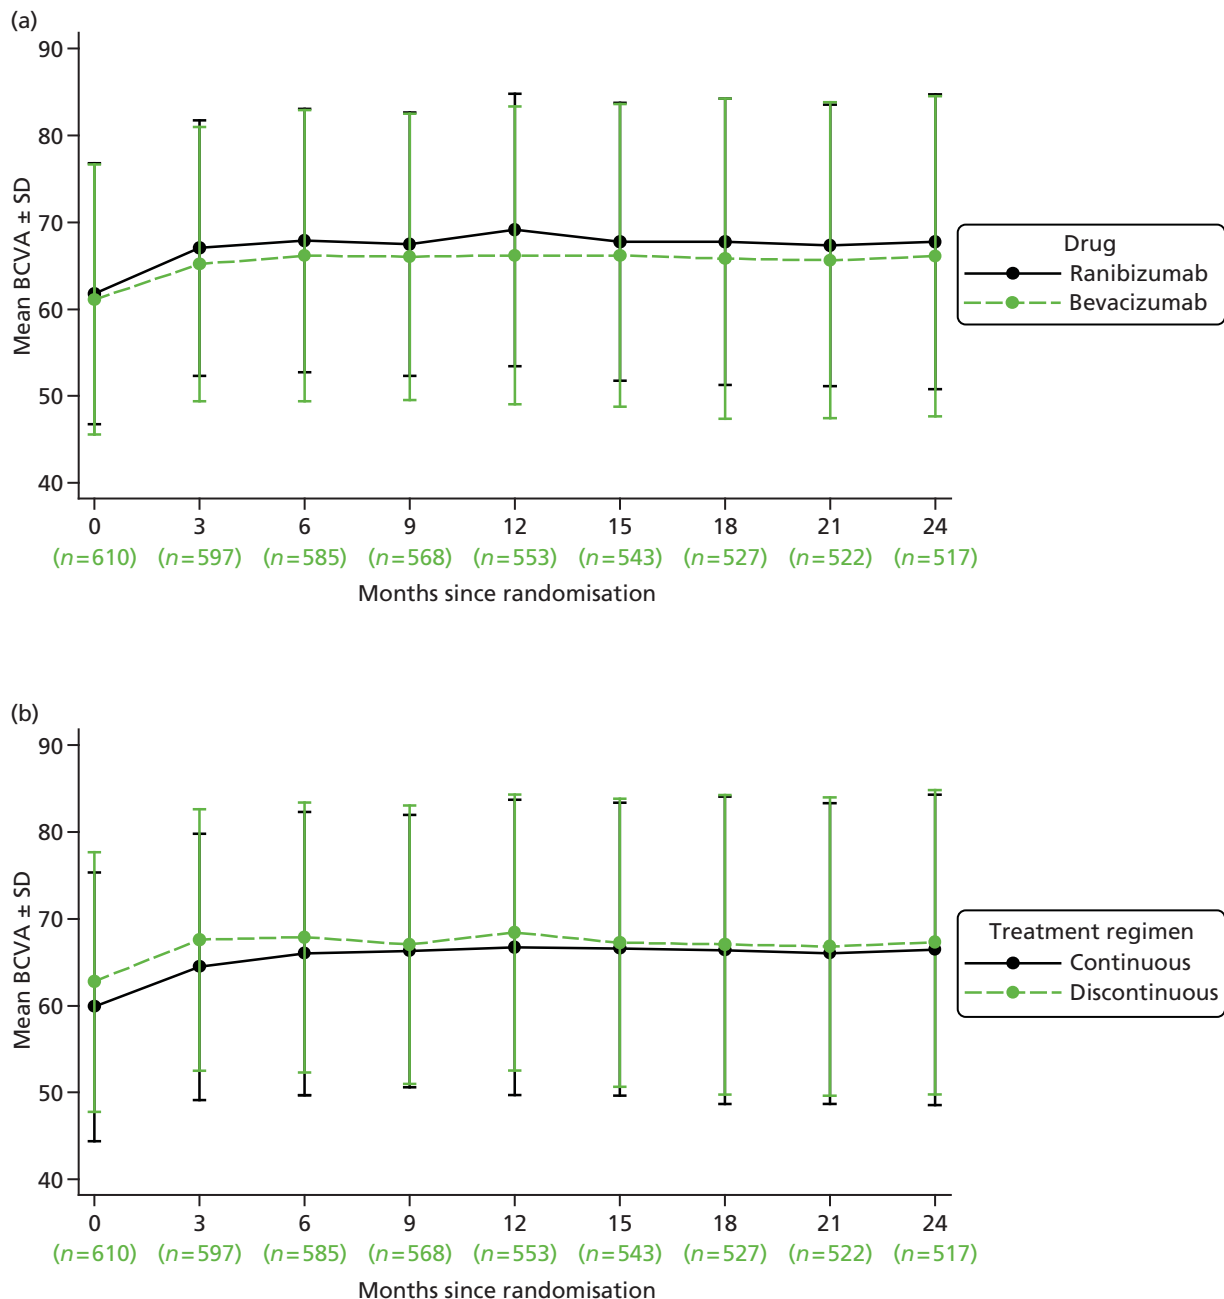 (a)
90
80
70
60
50
40
Mean BCVA ± SD
0 3 6 9 12 15 18 21 24
(n=610) (n=597) (n=585) (n=568) (n=553) (n=543) (n=527) (n=522) (n=517)
Months since randomisation
Drug
Ranibizumab
Bevacizumab
(b)
90
80
70
60
50
40
Mean BCVA ± SD
0 3 6 9 12 15 18 21 24
(n=610) (n=597) (n=585) (n=568) (n=553) (n=543) (n=527) (n=522) (n=517)
Months since randomisation
Treatment regimen
Continuous
Discontinuous